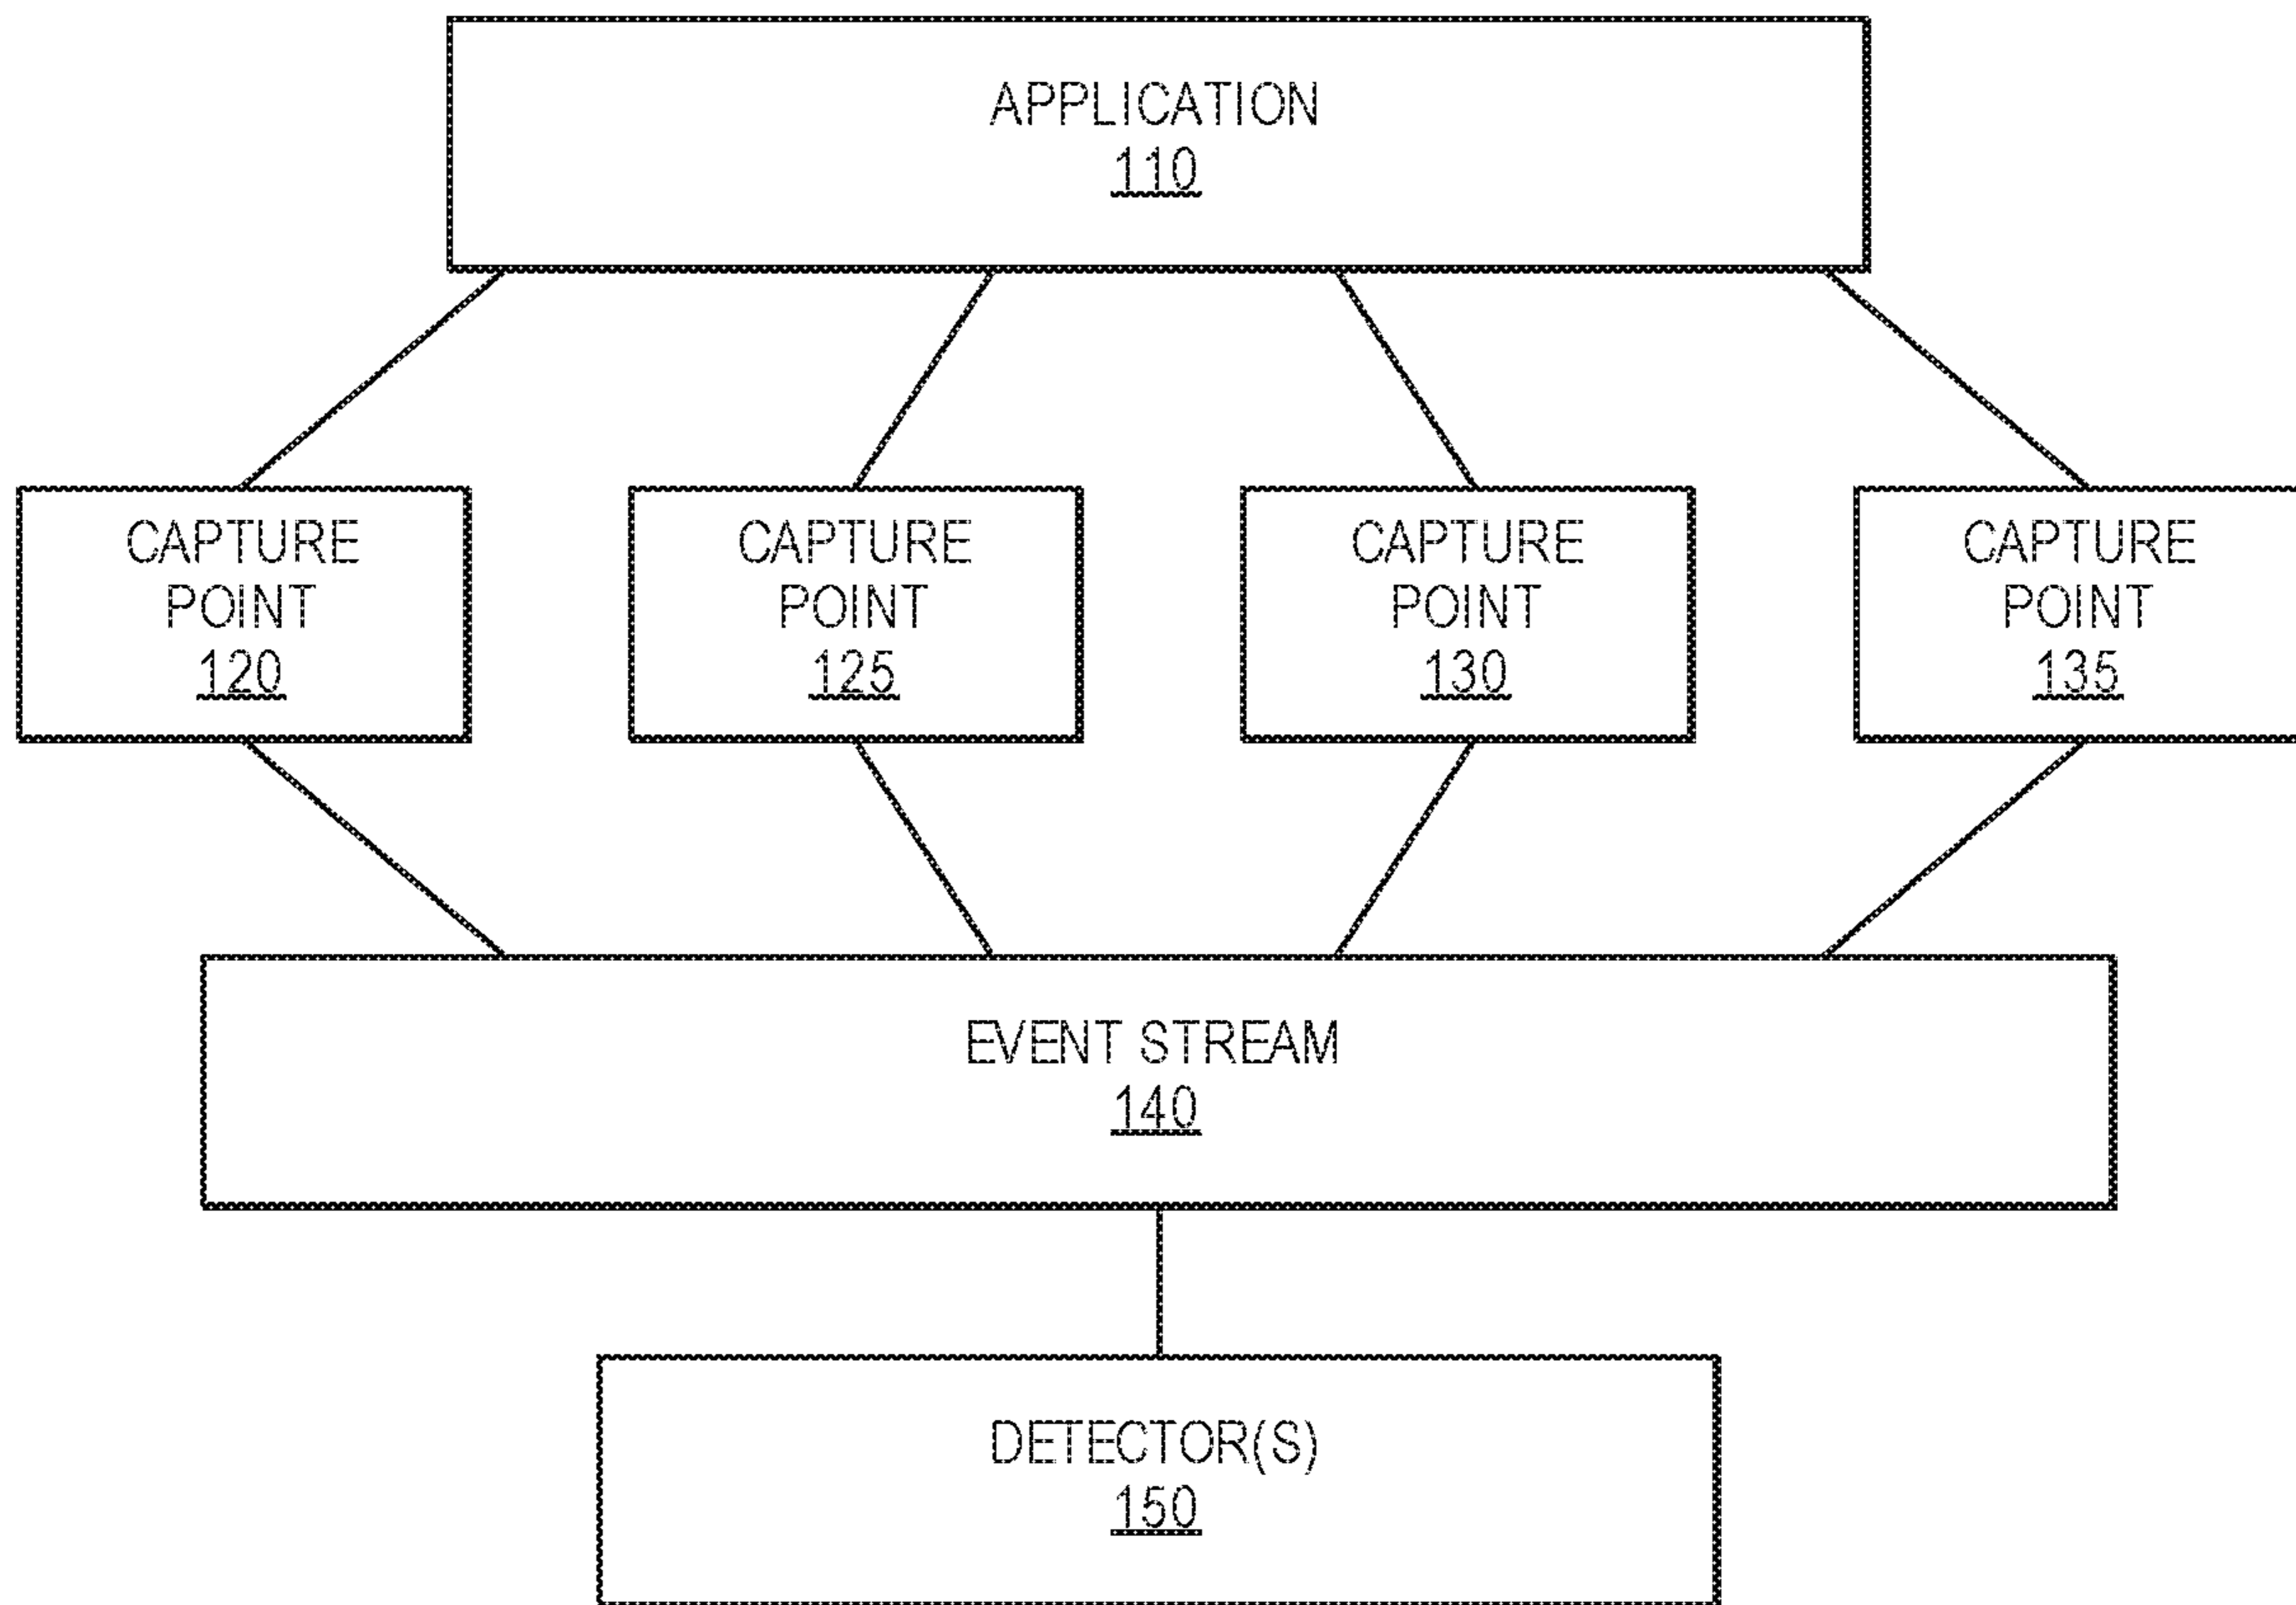 APPLICATION
110
CAPTURE
POINT
120
CAPTURE
POINT
125
CAPTURE
POINT
130
CAPTURE
POINT
135
EVENT STREAM
140
DETECTOR(S)
150